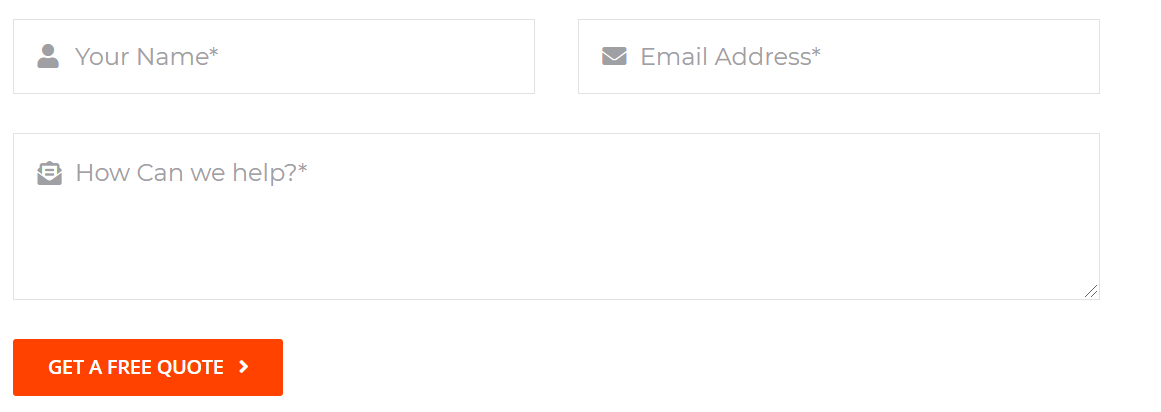 Your Name*
Email Address*
How Can we help?*
GET A FREE QUOTE